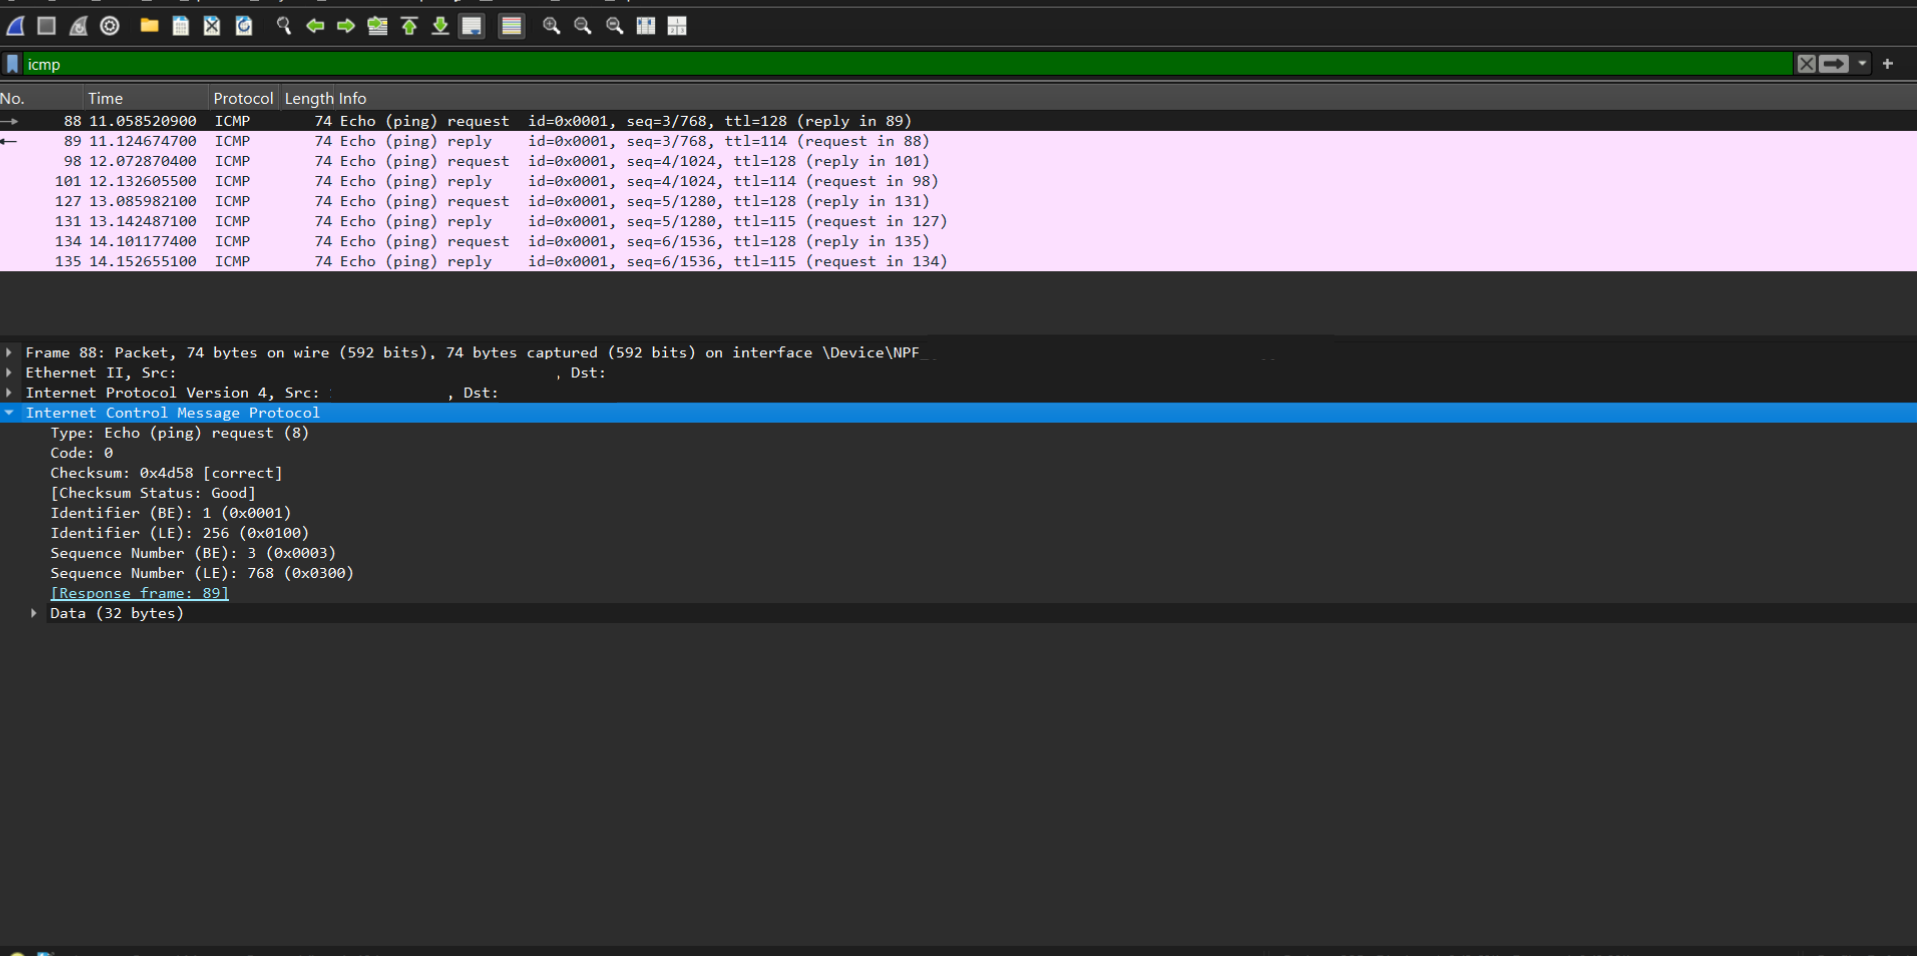 icmp
No. Time Protocol Length Info
88 11.058520900 ICMP 74 Echo (ping) request id=0x0001, seq=3/768, ttl=128 (reply in 89)
89 11.124674700 ICMP 74 Echo (ping) reply id=0x0001, seq=3/768, ttl=114 (request in 88)
98 12.072870400 ICMP 74 Echo (ping) request id=0x0001, seq=4/1024, ttl=128 (reply in 101)
101 12.132605500 ICMP 74 Echo (ping) reply id=0x0001, seq=4/1024, ttl=114 (request in 98)
127 13.085982100 ICMP 74 Echo (ping) request id=0x0001, seq=5/1280, ttl=128 (reply in 131)
131 13.142487100 ICMP 74 Echo (ping) reply id=0x0001, seq=5/1280, ttl=115 (request in 127)
134 14.101177400 ICMP 74 Echo (ping) request id=0x0001, seq=6/1536, ttl=128 (reply in 135)
135 14.152655100 ICMP 74 Echo (ping) reply id=0x0001, seq=6/1536, ttl=115 (request in 134)
Frame 88: Packet, 74 bytes on wire (592 bits), 74 bytes captured (592 bits) on interface \Device\NPF_
Ethernet II, Src: , Dst:
Internet Protocol Version 4, Src: , Dst:
Internet Control Message Protocol
Type: Echo (ping) request (8)
Code: 0
Checksum: 0x4d58 [correct]
[Checksum Status: Good]
Identifier (BE): 1 (0x0001)
Identifier (LE): 256 (0x0100)
Sequence Number (BE): 3 (0x0003)
Sequence Number (LE): 768 (0x0300)
[Response frame: 89]
Data (32 bytes)